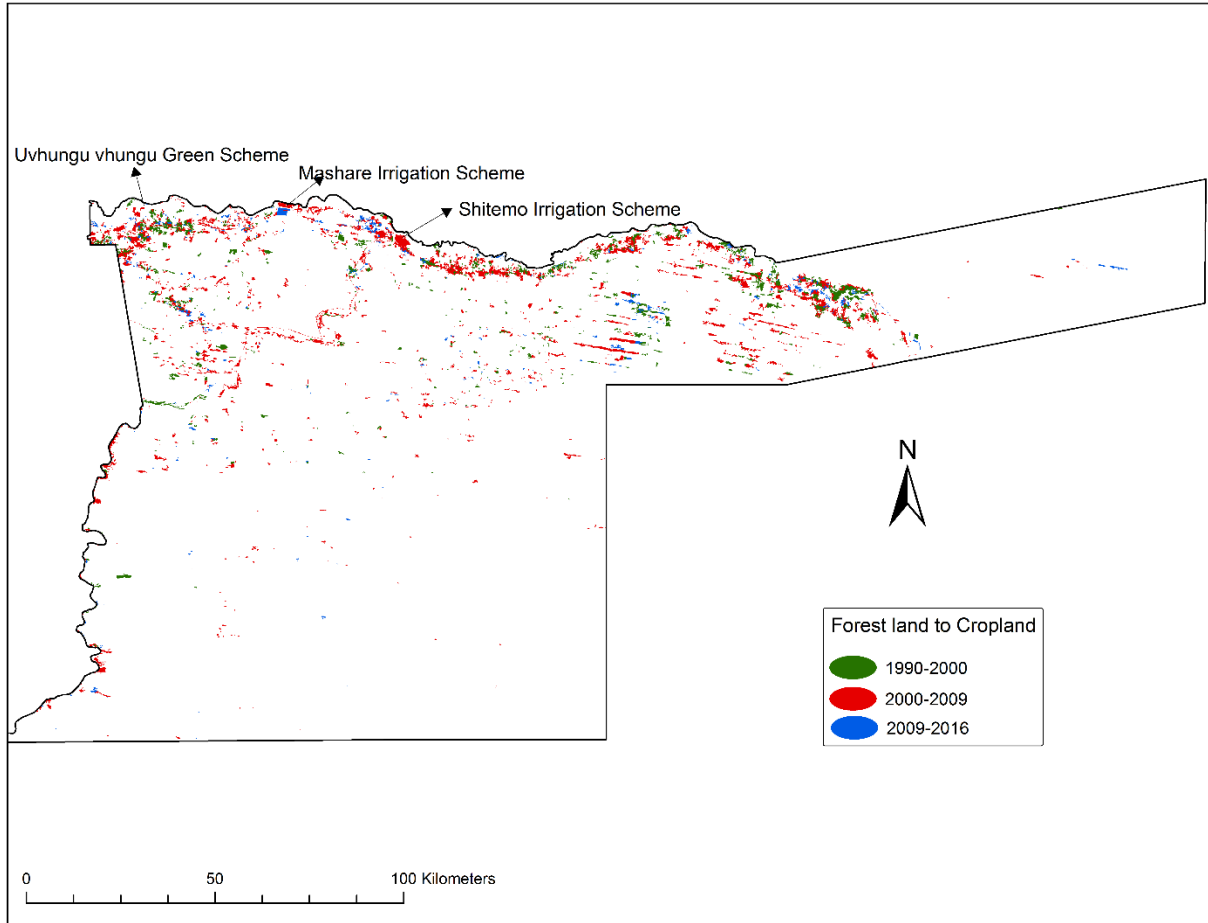 Uvhungu vhungu Green Scheme
Mashare Irrigation Scheme
Shitemo Irrigation Scheme
N
Forest land to Cropland
1990-2000
2000-2009
2009-2016
0 50 100 Kilometers